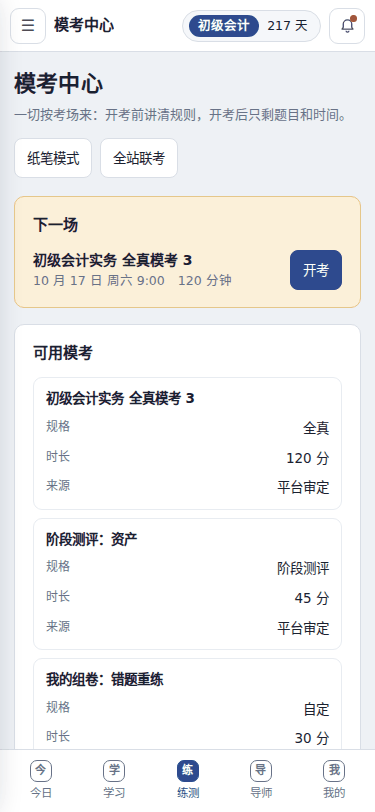 ☰ 模考中心 初级会计 217 天
模考中心
一切按考场来：开考前讲清规则，开考后只剩题目和时间。
纸笔模式 全站联考
下一场
初级会计实务 全真模考 3
10 月 17 日 周六 9:00 120 分钟
开考
可用模考
初级会计实务 全真模考 3
规格 全真
时长 120 分
来源 平台审定
阶段测评：资产
规格 阶段测评
时长 45 分
来源 平台审定
我的组卷：错题重练
规格 自定
时长 30 分
今 学 练 导 我
今日 学习 练测 导师 我的